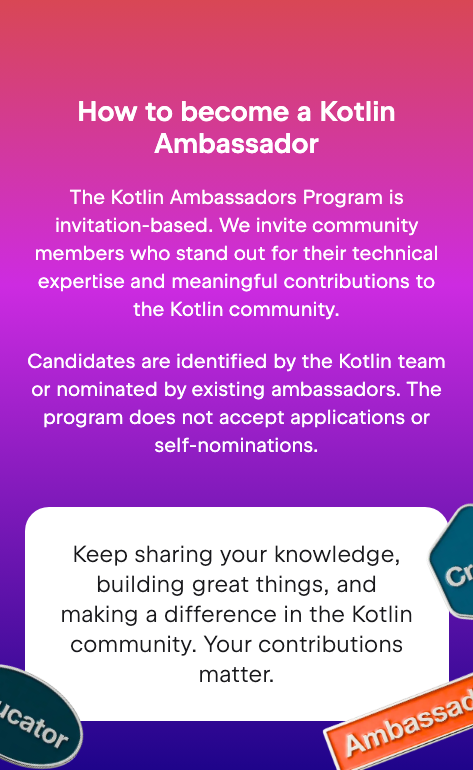 How to become a Kotlin
Ambassador
The Kotlin Ambassadors Program is
invitation-based. We invite community
members who stand out for their technical
expertise and meaningful contributions to
the Kotlin community.
Candidates are identified by the Kotlin team
or nominated by existing ambassadors. The
program does not accept applications or
self-nominations.
Keep sharing your knowledge,
building great things, and
making a difference in the Kotlin
community. Your contributions
matter.
Cr
ucator
Ambassad